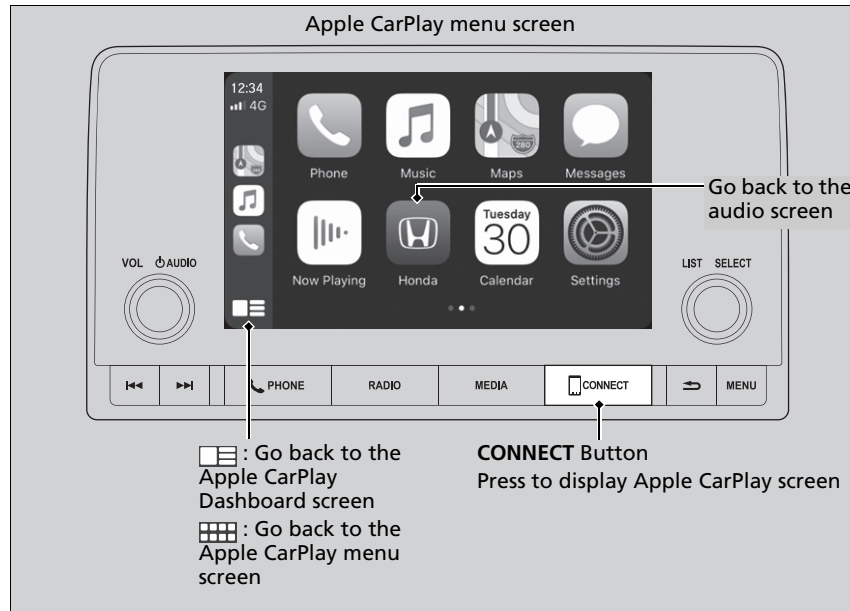 Apple CarPlay menu screen
12:34
4G
Phone Music Maps Messages
280
Go back to the
audio screen
Tuesday
30
Now Playing Honda Calendar Settings
VOL AUDIO
LIST SELECT
PHONE RADIO MEDIA CONNECT MENU
: Go back to the
Apple CarPlay
Dashboard screen
: Go back to the
Apple CarPlay menu
screen
CONNECT Button
Press to display Apple CarPlay screen